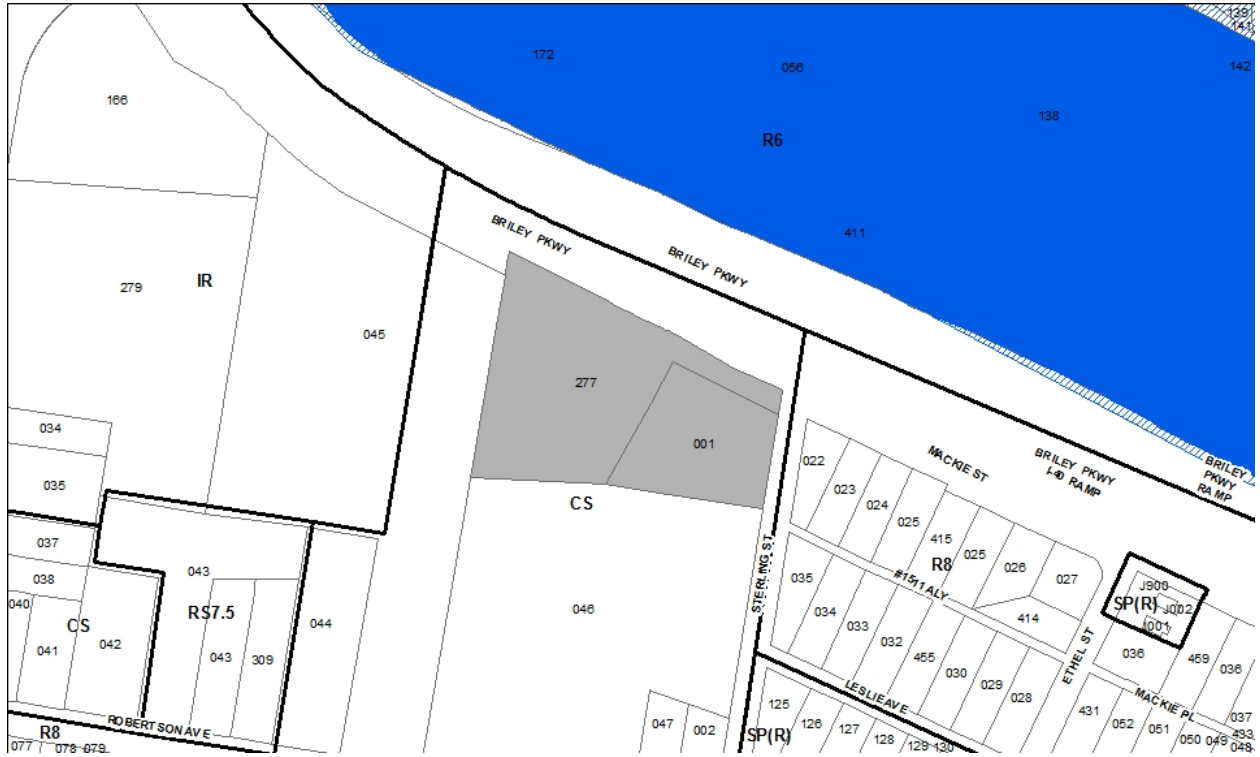 139
141
172
056
142
166
138
R6
BRILEY PKWY
BRILEY PKWY
411
IR
279
045
277
001
034
022
MACKIE ST
BRILEY PKWY
I-40 RAMP
BRILEY
PKWY
RAMP
035
023
024
025
CS
415
025
R8
026
027
037
043
038
035
#1511 ALY
034
033
032
414
J900
SP(R)
J002
J001
040
CS
RS7.5
044
046
STERLING ST
041
042
043
309
455
030
029
028
ETHEL ST
036
459
036
LESLIE AVE
MACKIE PL
037
047
002
125
126
127
128
129
130
431
052
051
050
049
433
048
ROBERTSON AVE
R8
SP(R)
077
078
079